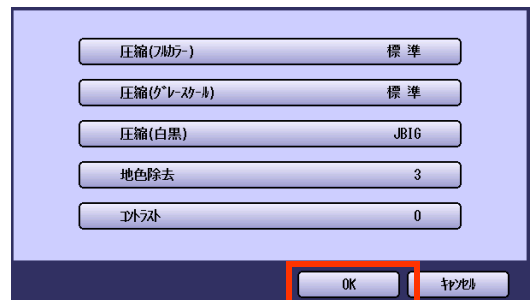 圧縮(ﾌﾙｶﾗｰ) 標準
圧縮(ｸﾞﾚｰｽｹｰﾙ) 標準
圧縮(白黒) JBIG
地色除去 3
ｺﾝﾄﾗｽﾄ 0
OK ｷｬﾝｾﾙ